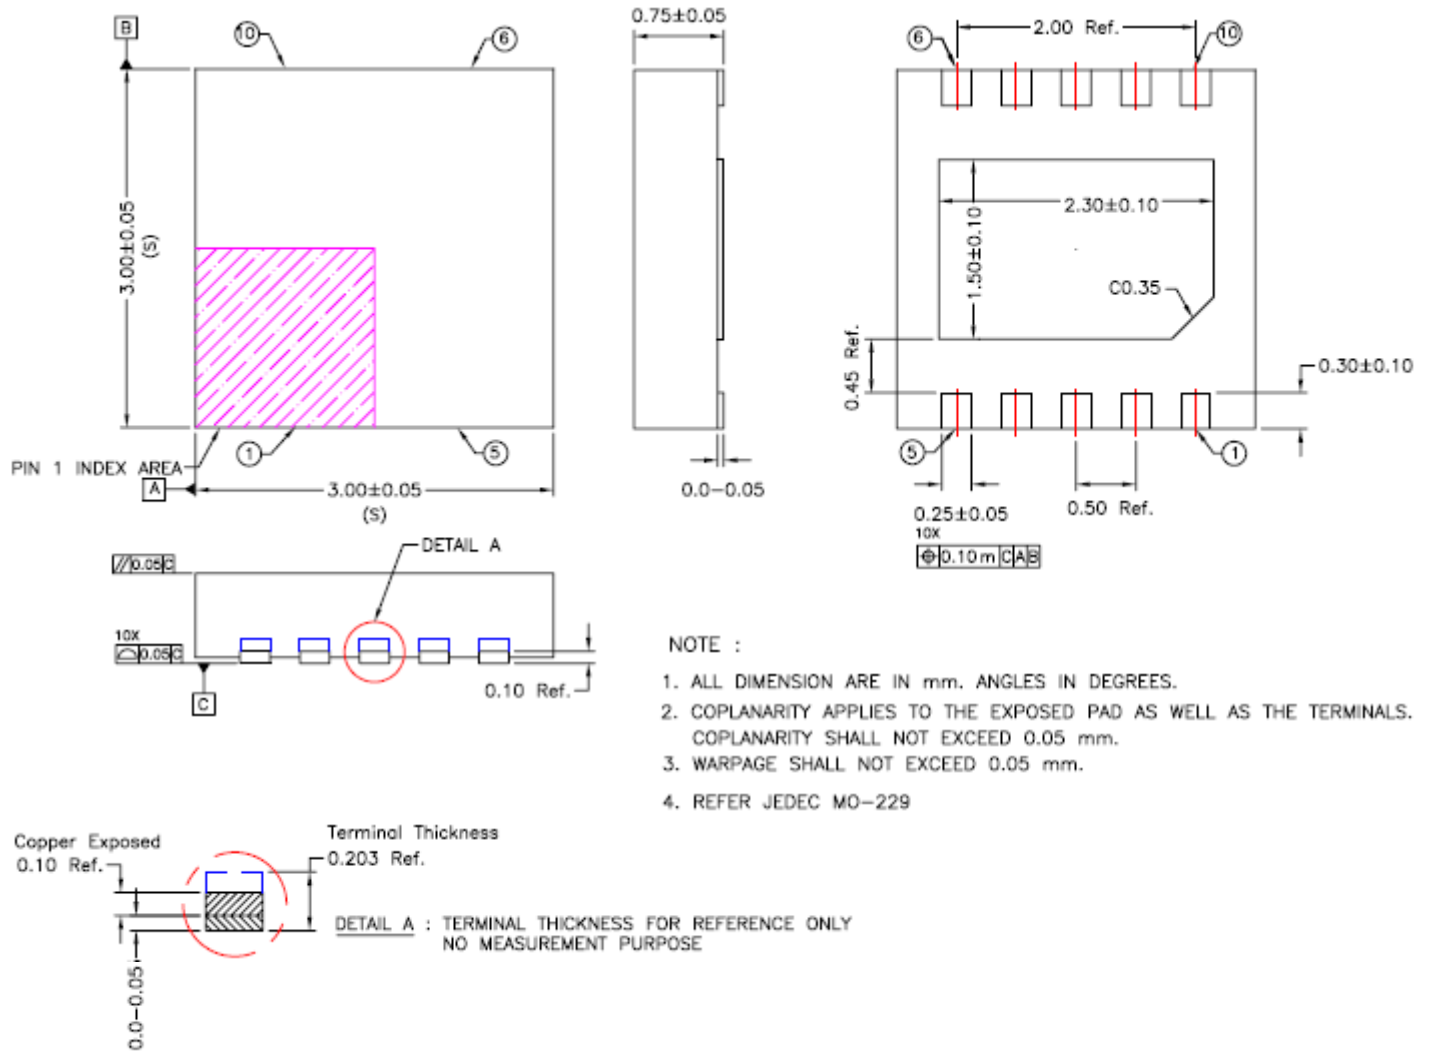 B
10
6
0.75±0.05
6
2.00 Ref.
10
3.00±0.05
(S)
2.30±0.10
1.50±0.10
C0.35
0.45 Ref.
0.30±0.10
PIN 1 INDEX AREA
1
5
A
3.00±0.05
(S)
0.0-0.05
5
1
0.25±0.05
10X
0.10 m C A B
0.50 Ref.
DETAIL A
// 0.05 C
10X
0.05 C
C
0.10 Ref.
NOTE :
1. ALL DIMENSION ARE IN mm. ANGLES IN DEGREES.
2. COPLANARITY APPLIES TO THE EXPOSED PAD AS WELL AS THE TERMINALS.
COPLANARITY SHALL NOT EXCEED 0.05 mm.
3. WARPAGE SHALL NOT EXCEED 0.05 mm.
4. REFER JEDEC MO-229
Copper Exposed
0.10 Ref.
Terminal Thickness
0.203 Ref.
DETAIL A : TERMINAL THICKNESS FOR REFERENCE ONLY
NO MEASUREMENT PURPOSE
0.0-0.05